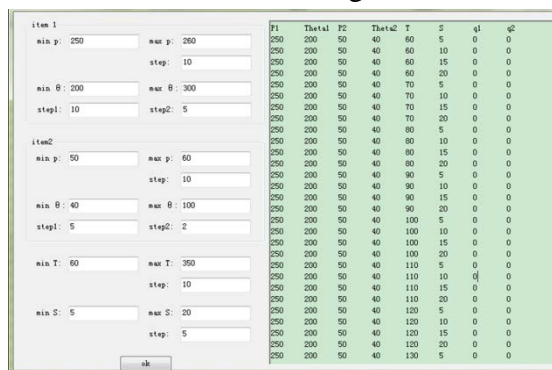 item 1
min p: 250 max p: 260
step: 10
min θ: 200 max θ: 300
step1: 10 step2: 5
item2
min p: 50 max p: 60
step: 10
min θ: 40 max θ: 100
step1: 5 step2: 2
min T: 60 max T: 350
step: 10
min S: 5 max S: 20
step: 5
ok
P1 Theta1 P2 Theta2 T S q1 q2
250 200 50 40 60 5 0 0
250 200 50 40 60 10 0 0
250 200 50 40 60 15 0 0
250 200 50 40 60 20 0 0
250 200 50 40 70 5 0 0
250 200 50 40 70 10 0 0
250 200 50 40 70 15 0 0
250 200 50 40 70 20 0 0
250 200 50 40 80 5 0 0
250 200 50 40 80 10 0 0
250 200 50 40 80 15 0 0
250 200 50 40 80 20 0 0
250 200 50 40 90 5 0 0
250 200 50 40 90 10 0 0
250 200 50 40 90 15 0 0
250 200 50 40 90 20 0 0
250 200 50 40 100 5 0 0
250 200 50 40 100 10 0 0
250 200 50 40 100 15 0 0
250 200 50 40 100 20 0 0
250 200 50 40 110 5 0 0
250 200 50 40 110 10 0 0
250 200 50 40 110 15 0 0
250 200 50 40 110 20 0 0
250 200 50 40 120 5 0 0
250 200 50 40 120 10 0 0
250 200 50 40 120 15 0 0
250 200 50 40 120 20 0 0
250 200 50 40 130 5 0 0